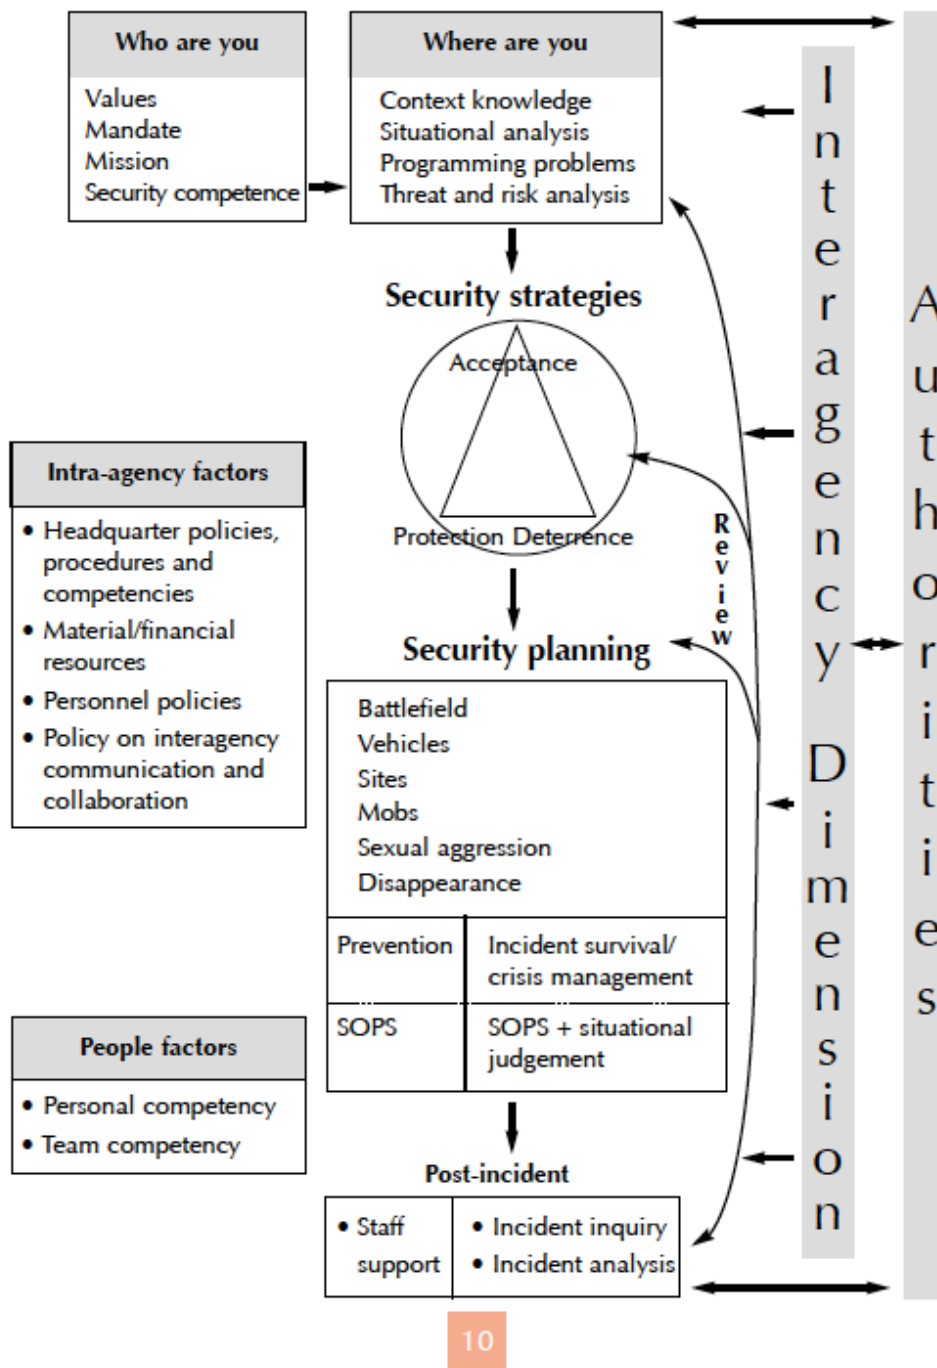 Who are you
Values
Mandate
Mission
Security competence
Where are you
Context knowledge
Situational analysis
Programming problems
Threat and risk analysis
Security strategies
Acceptance
Protection Deterrence
Intra-agency factors
• Headquarter policies,
procedures and
competencies
• Material/financial
resources
• Personnel policies
• Policy on interagency
communication and
collaboration
Review
Security planning
Battlefield
Vehicles
Sites
Mobs
Sexual aggression
Disappearance
Prevention
Incident survival/
crisis management
SOPS
SOPS + situational
judgement
People factors
• Personal competency
• Team competency
Post-incident
• Staff
support
• Incident inquiry
• Incident analysis
Interagency Dimension
Authorities
10